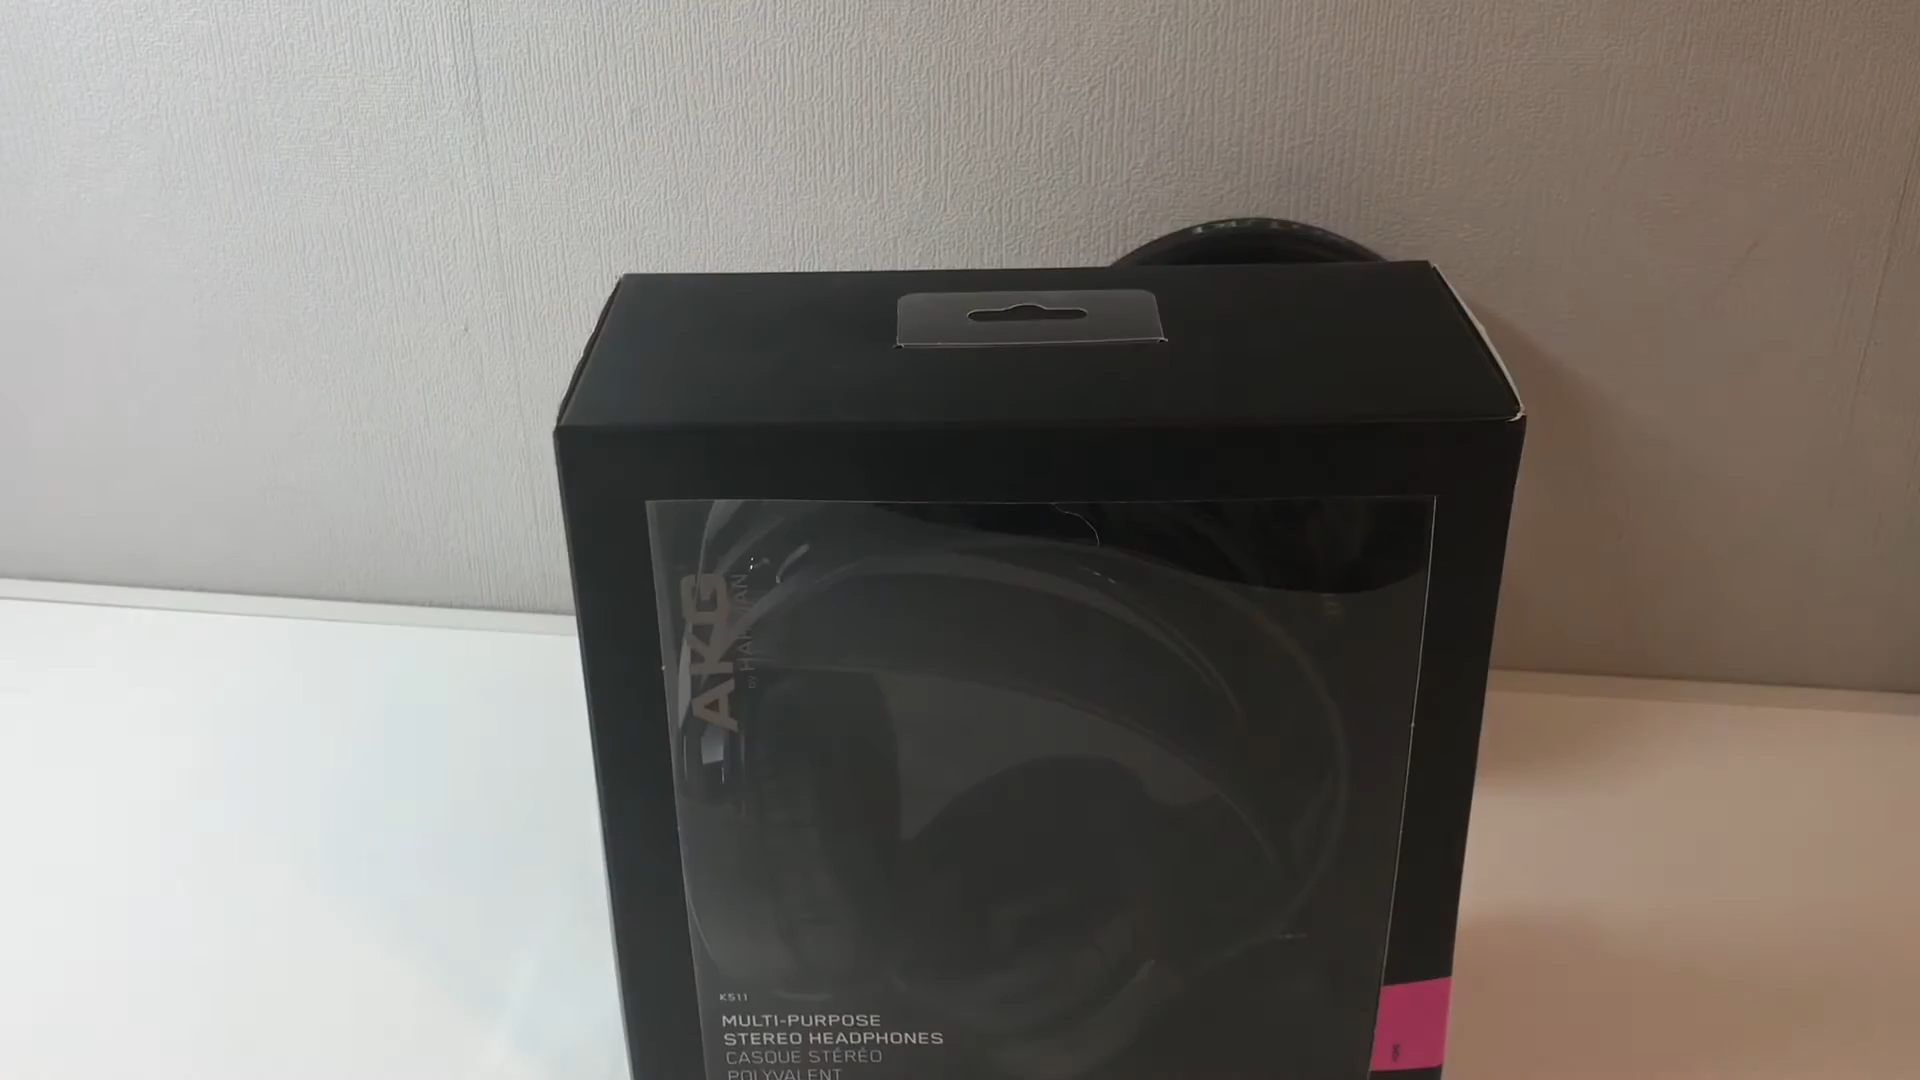 AKG
by HARMAN
K511
MULTI-PURPOSE
STEREO HEADPHONES
CASQUE STÉRÉO
POLYVALENT